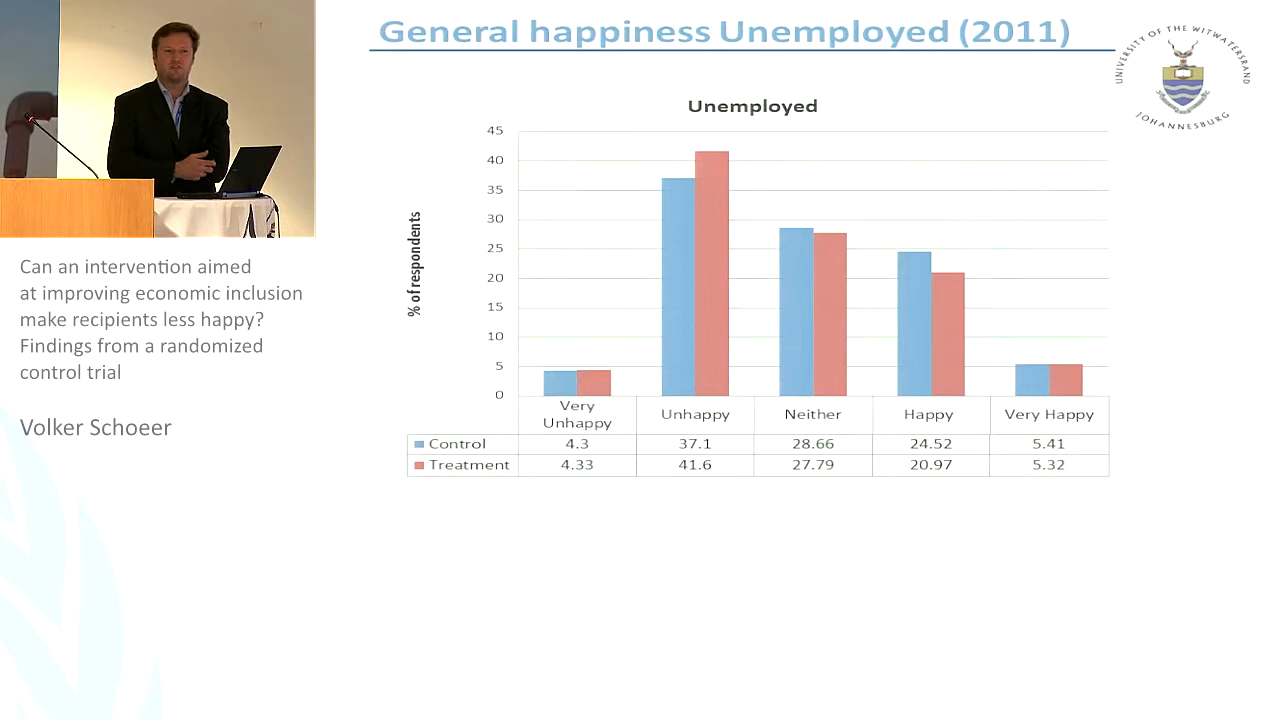 General happiness Unemployed (2011)
UNIVERSITY OF THE WITWATERSRAND
JOHANNESBURG
Can an intervention aimed
at improving economic inclusion
make recipients less happy?
Findings from a randomized
control trial
Volker Schoeer
Unemployed
% of respondents
45
40
35
30
25
20
15
10
5
0
Very Unhappy Unhappy Neither Happy Very Happy
Control 4.3 37.1 28.66 24.52 5.41
Treatment 4.33 41.6 27.79 20.97 5.32